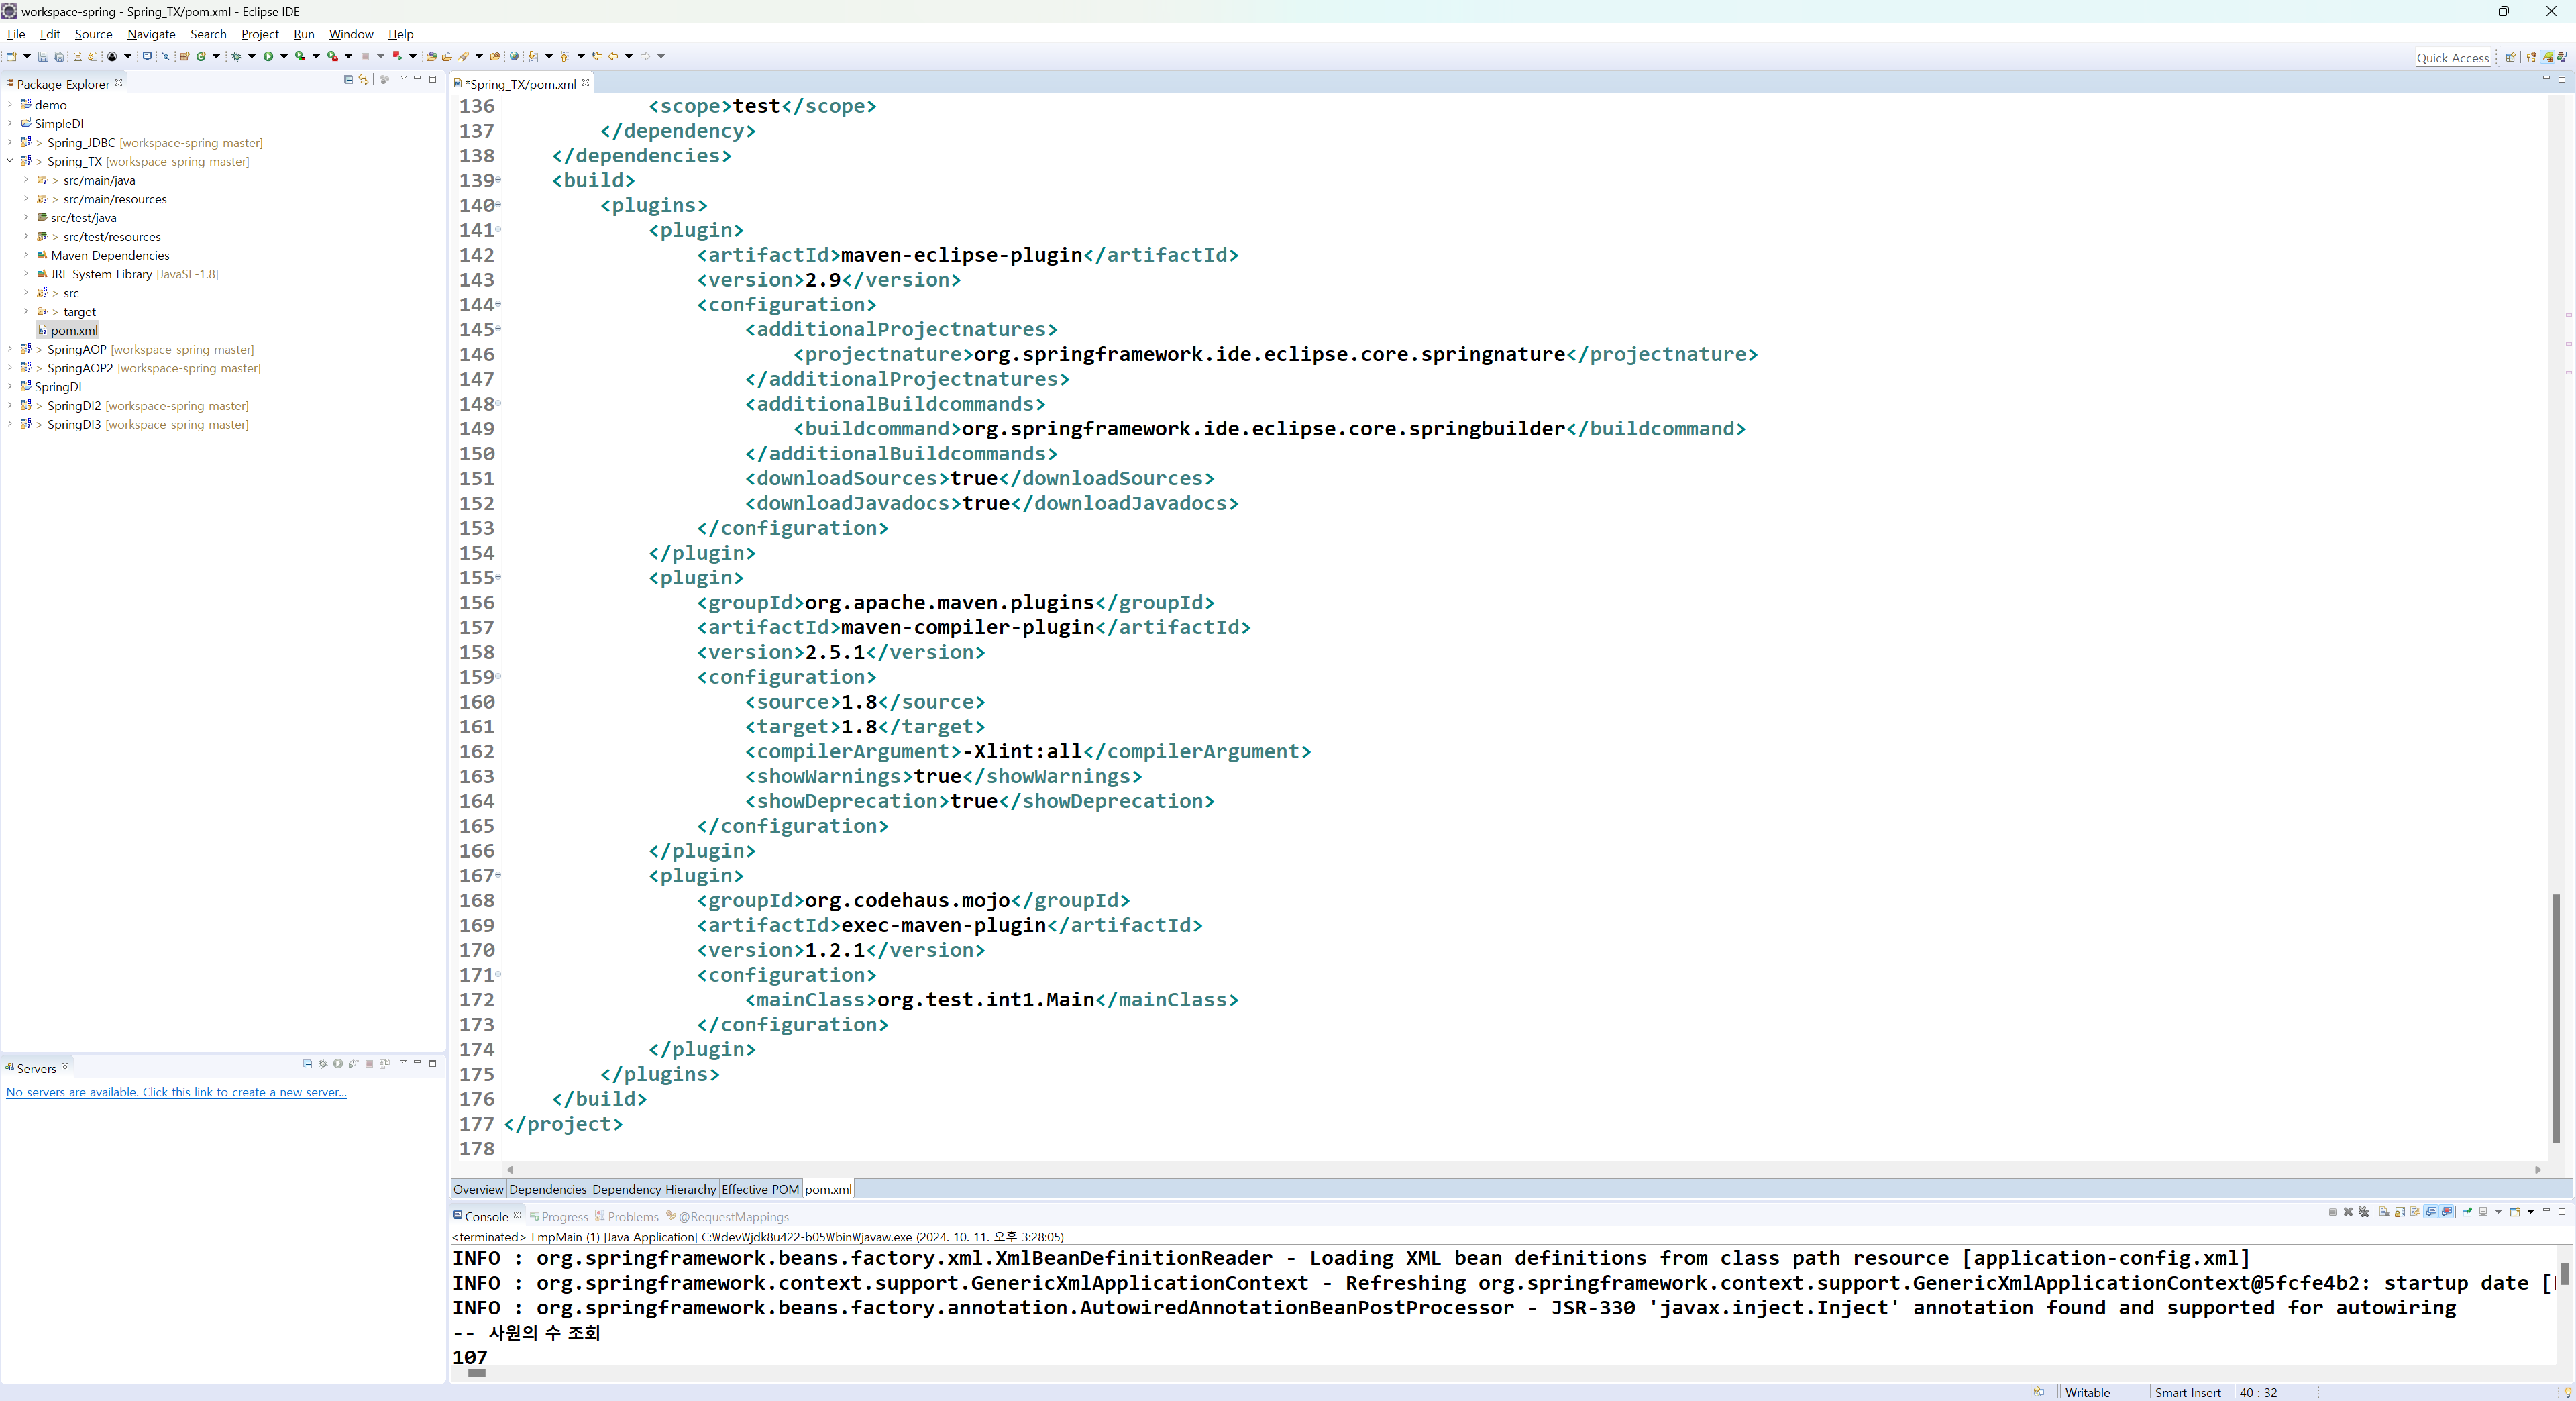 workspace-spring - Spring_TX/pom.xml - Eclipse IDE
File Edit Source Navigate Search Project Run Window Help
Quick Access
Package Explorer
demo
SimpleDI
> Spring_JDBC [workspace-spring master]
> Spring_TX [workspace-spring master]
> src/main/java
> src/main/resources
src/test/java
> src/test/resources
Maven Dependencies
JRE System Library [JavaSE-1.8]
> src
> target
pom.xml
> SpringAOP [workspace-spring master]
> SpringAOP2 [workspace-spring master]
SpringDI
> SpringDI2 [workspace-spring master]
> SpringDI3 [workspace-spring master]
Servers
No servers are available. Click this link to create a new server...
*Spring_TX/pom.xml
136 <scope>test</scope>
137 </dependency>
138 </dependencies>
139 <build>
140 <plugins>
141 <plugin>
142 <artifactId>maven-eclipse-plugin</artifactId>
143 <version>2.9</version>
144 <configuration>
145 <additionalProjectnatures>
146 <projectnature>org.springframework.ide.eclipse.core.springnature</projectnature>
147 </additionalProjectnatures>
148 <additionalBuildcommands>
149 <buildcommand>org.springframework.ide.eclipse.core.springbuilder</buildcommand>
150 </additionalBuildcommands>
151 <downloadSources>true</downloadSources>
152 <downloadJavadocs>true</downloadJavadocs>
153 </configuration>
154 </plugin>
155 <plugin>
156 <groupId>org.apache.maven.plugins</groupId>
157 <artifactId>maven-compiler-plugin</artifactId>
158 <version>2.5.1</version>
159 <configuration>
160 <source>1.8</source>
161 <target>1.8</target>
162 <compilerArgument>-Xlint:all</compilerArgument>
163 <showWarnings>true</showWarnings>
164 <showDeprecation>true</showDeprecation>
165 </configuration>
166 </plugin>
167 <plugin>
168 <groupId>org.codehaus.mojo</groupId>
169 <artifactId>exec-maven-plugin</artifactId>
170 <version>1.2.1</version>
171 <configuration>
172 <mainClass>org.test.int1.Main</mainClass>
173 </configuration>
174 </plugin>
175 </plugins>
176 </build>
177 </project>
178
Overview Dependencies Dependency Hierarchy Effective POM pom.xml
Console Progress Problems @RequestMappings
<terminated> EmpMain (1) [Java Application] C:₩dev₩jdk8u422-b05₩bin₩javaw.exe (2024. 10. 11. 오후 3:28:05)
INFO : org.springframework.beans.factory.xml.XmlBeanDefinitionReader - Loading XML bean definitions from class path resource [application-config.xml]
INFO : org.springframework.context.support.GenericXmlApplicationContext - Refreshing org.springframework.context.support.GenericXmlApplicationContext@5fcfe4b2: startup date [
INFO : org.springframework.beans.factory.annotation.AutowiredAnnotationBeanPostProcessor - JSR-330 'javax.inject.Inject' annotation found and supported for autowiring
-- 사원의 수 조회
107
Writable Smart Insert 40 : 32